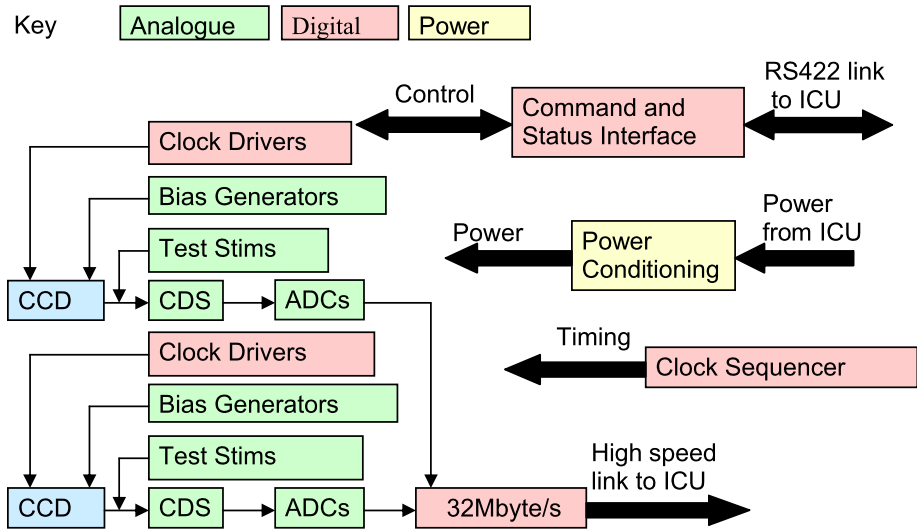 Key
Analogue
Digital
Power
Control
Command and
Status Interface
RS422 link
to ICU
Clock Drivers
Bias Generators
Test Stims
CCD
CDS
ADCs
Power
Power
Conditioning
Power
from ICU
Clock Drivers
Bias Generators
Test Stims
CCD
CDS
ADCs
Timing
Clock Sequencer
32Mbyte/s
High speed
link to ICU